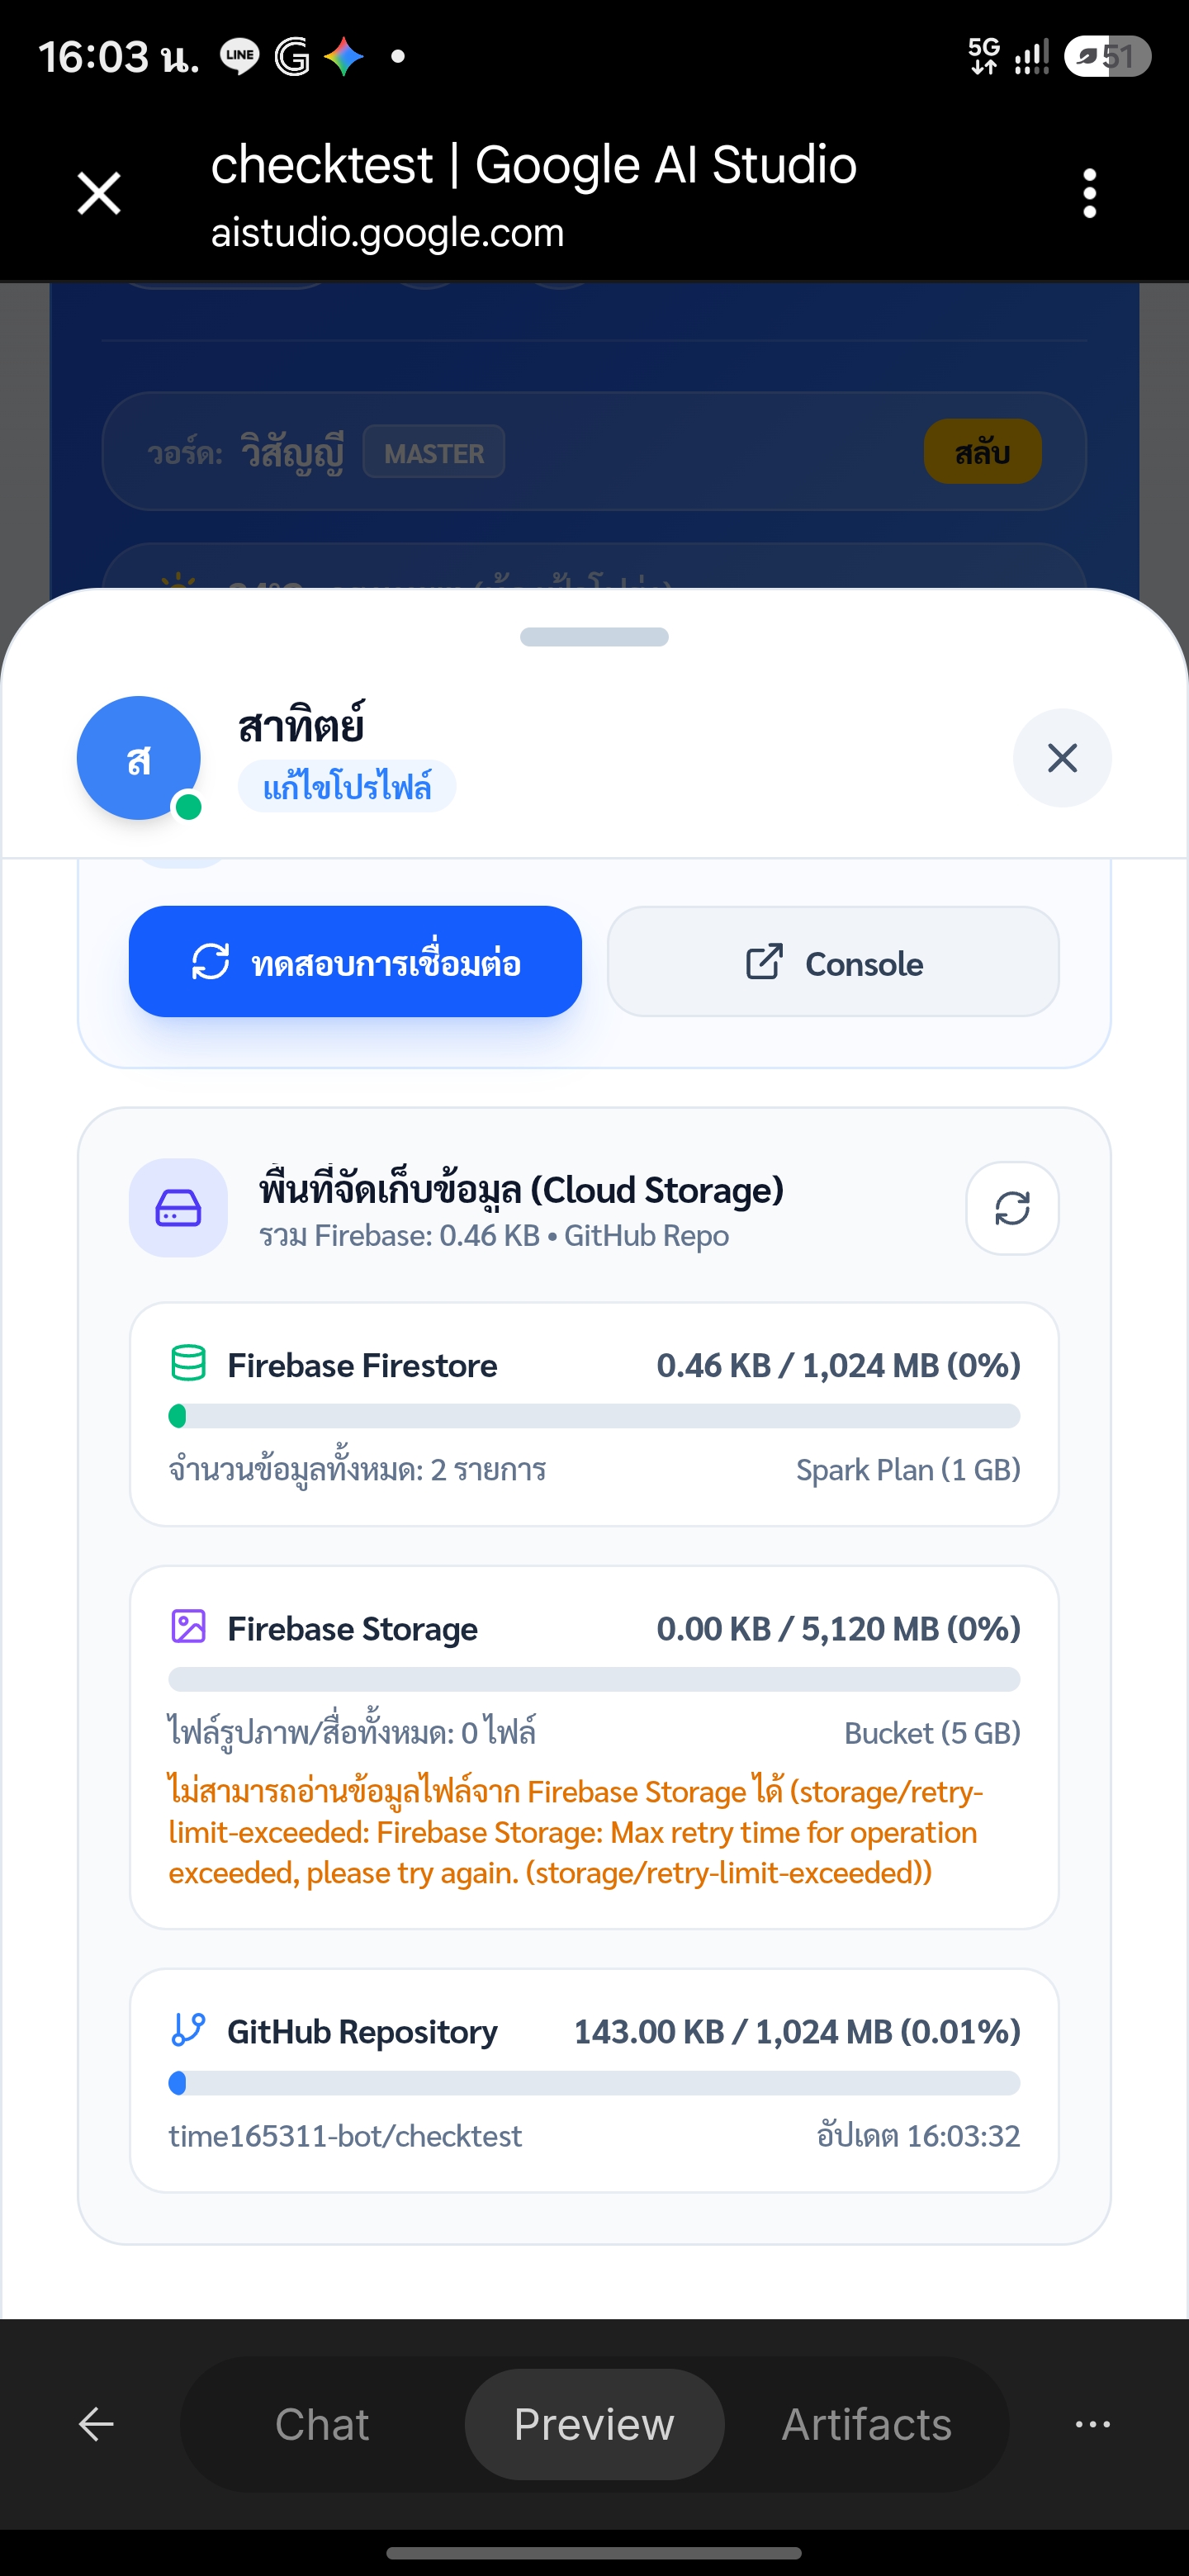 16:03 น.
LINE
5G
51
checktest | Google AI Studio
aistudio.google.com
วอร์ด: วิสัญญี MASTER สลับ
ส
สาทิตย์
แก้ไขโปรไฟล์
ทดสอบการเชื่อมต่อ
Console
พื้นที่จัดเก็บข้อมูล (Cloud Storage)
รวม Firebase: 0.46 KB • GitHub Repo
Firebase Firestore 0.46 KB / 1,024 MB (0%)
จำนวนข้อมูลทั้งหมด: 2 รายการ Spark Plan (1 GB)
Firebase Storage 0.00 KB / 5,120 MB (0%)
ไฟล์รูปภาพ/สื่อทั้งหมด: 0 ไฟล์ Bucket (5 GB)
ไม่สามารถอ่านข้อมูลไฟล์จาก Firebase Storage ได้ (storage/retry-
limit-exceeded: Firebase Storage: Max retry time for operation
exceeded, please try again. (storage/retry-limit-exceeded))
GitHub Repository 143.00 KB / 1,024 MB (0.01%)
time165311-bot/checktest อัปเดต 16:03:32
Chat Preview Artifacts